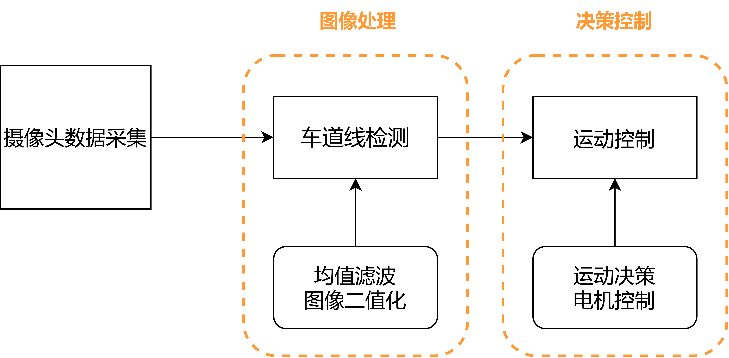 图像处理
决策控制
摄像头数据采集
车道线检测
运动控制
均值滤波
图像二值化
运动决策
电机控制